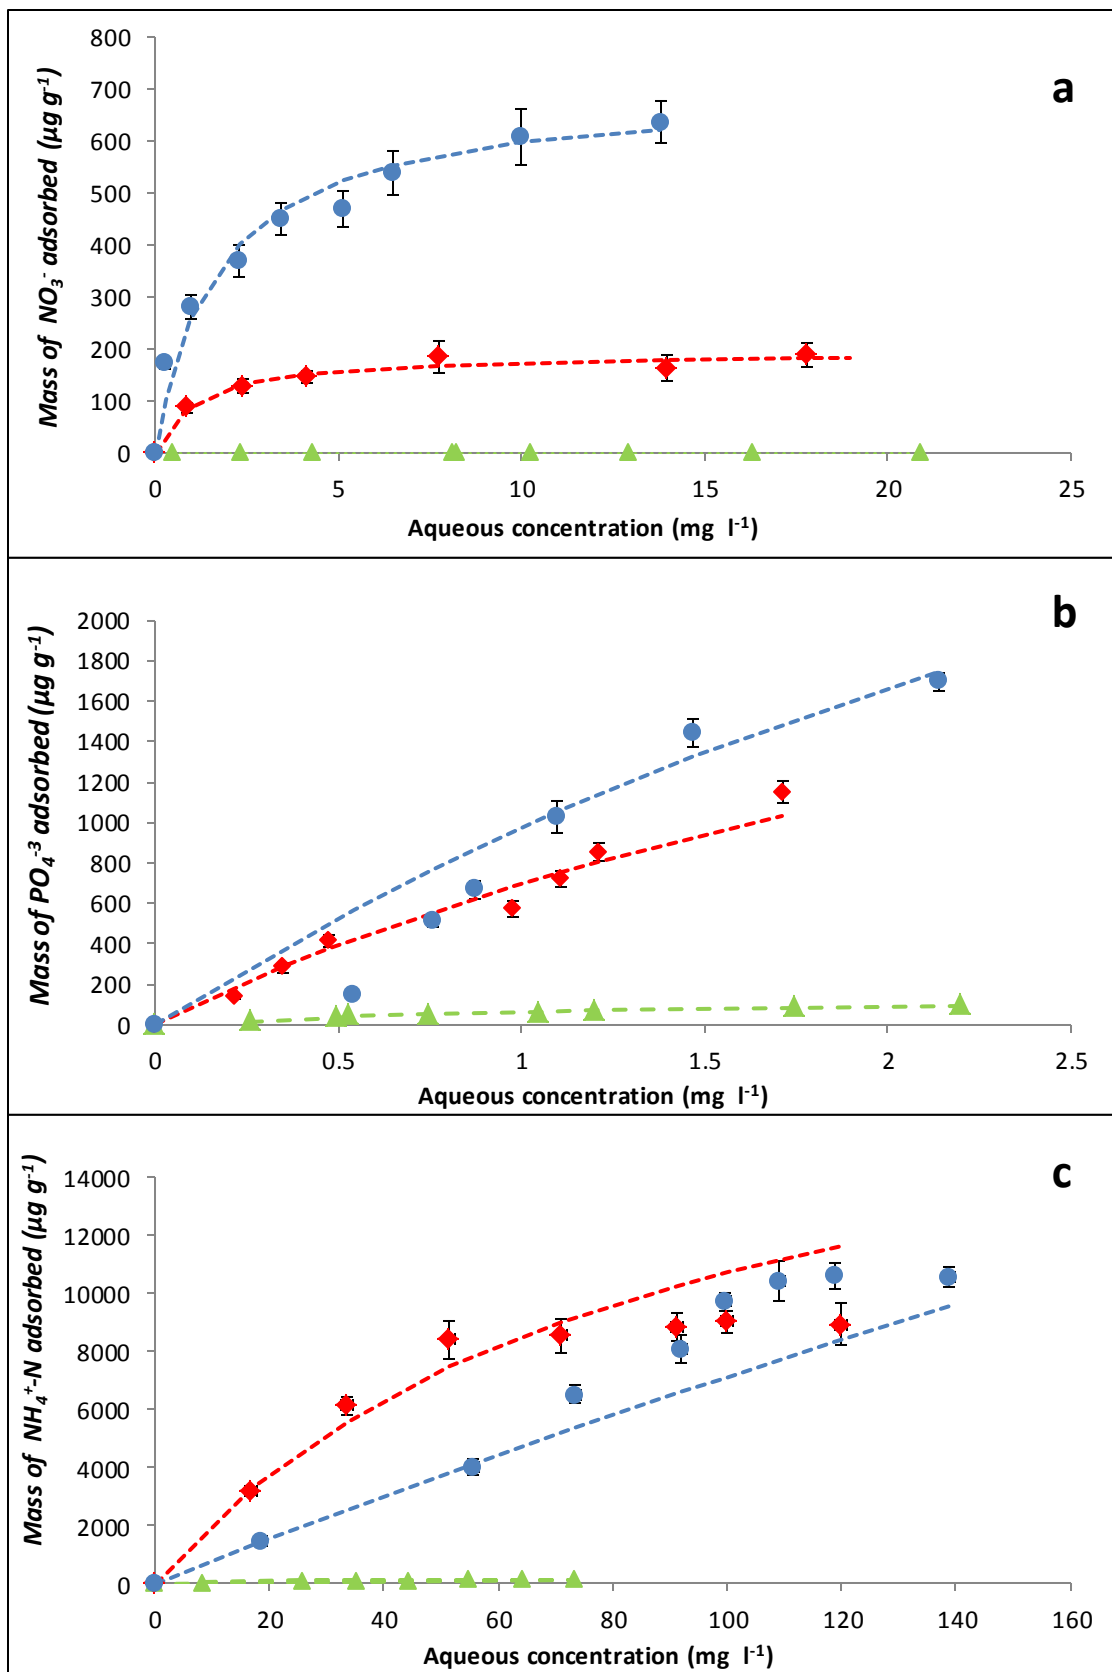 a
Mass of NO₃⁻ adsorbed (µg g⁻¹)
800
700
600
500
400
300
200
100
0
0 5 10 15 20 25
Aqueous concentration (mg l⁻¹)
b
Mass of PO₄⁻³ adsorbed (µg g⁻¹)
2000
1800
1600
1400
1200
1000
800
600
400
200
0
0 0.5 1 1.5 2 2.5
Aqueous concentration (mg l⁻¹)
c
Mass of NH₄⁺-N adsorbed (µg g⁻¹)
14000
12000
10000
8000
6000
4000
2000
0
0 20 40 60 80 100 120 140 160
Aqueous concentration (mg l⁻¹)